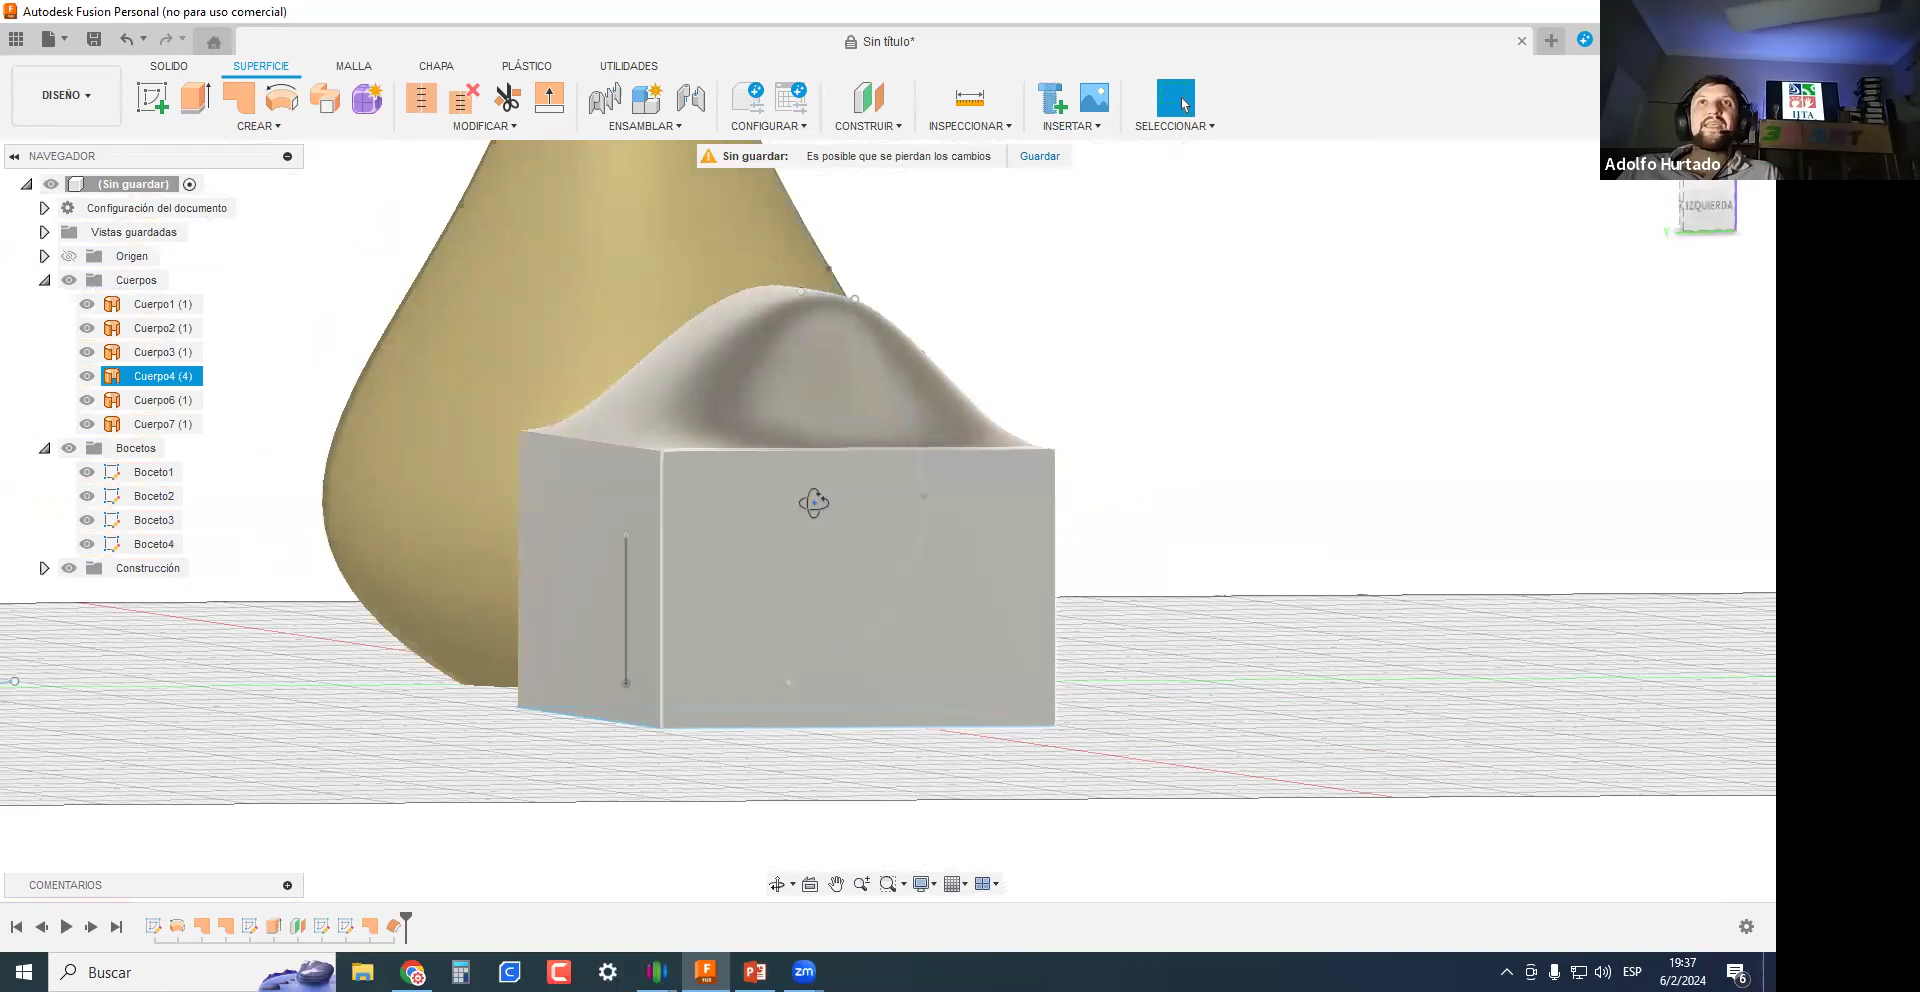 Autodesk Fusion Personal (no para uso comercial)
Sin título*
DISEÑO
SOLIDO
SUPERFICIE
MALLA
CHAPA
PLÁSTICO
UTILIDADES
CREAR
MODIFICAR
ENSAMBLAR
CONFIGURAR
CONSTRUIR
INSPECCIONAR
INSERTAR
SELECCIONAR
IJTA
Adolfo Hurtado
NAVEGADOR
Sin guardar: Es posible que se pierdan los cambios Guardar
(Sin guardar)
Configuración del documento
Vistas guardadas
Origen
Cuerpos
Cuerpo1 (1)
Cuerpo2 (1)
Cuerpo3 (1)
Cuerpo4 (4)
Cuerpo6 (1)
Cuerpo7 (1)
Bocetos
Boceto1
Boceto2
Boceto3
Boceto4
Construcción
IZQUIERDA
Y
COMENTARIOS
Buscar
ESP
19:37
6/2/2024
6